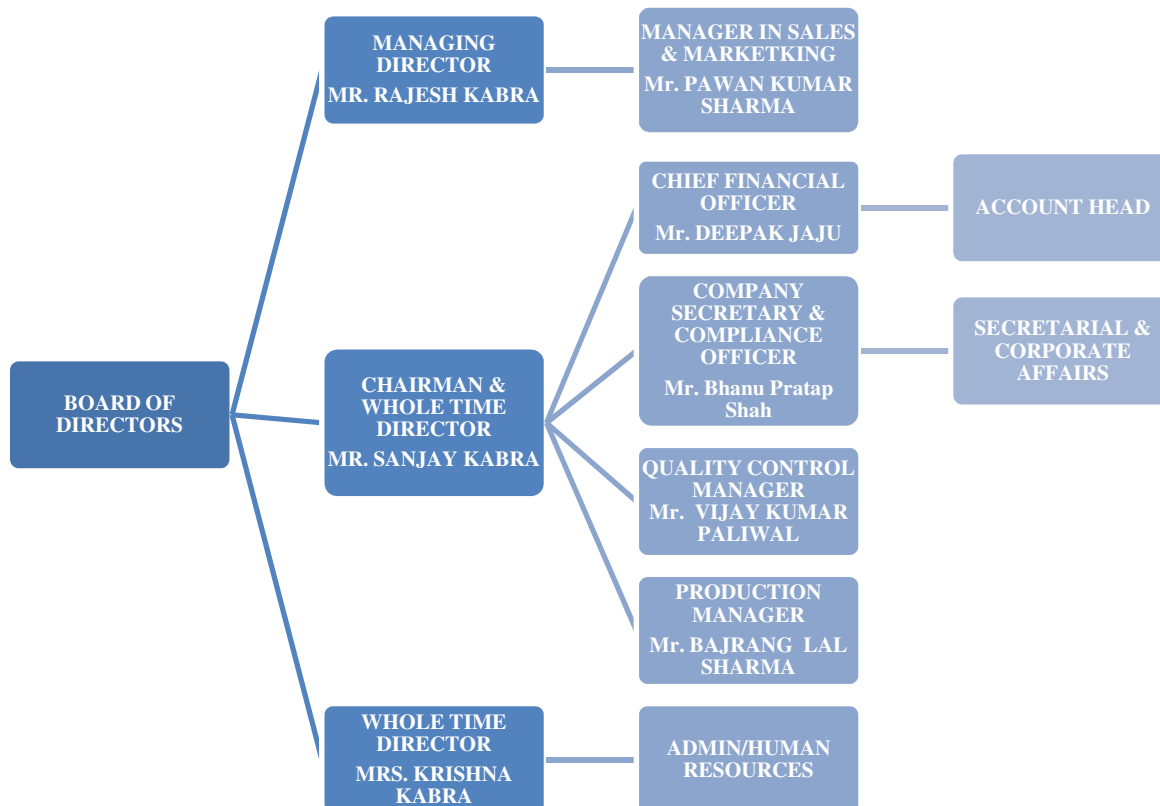 BOARD OF
DIRECTORS
MANAGING
DIRECTOR
MR. RAJESH KABRA
MANAGER IN SALES
& MARKETKING
Mr. PAWAN KUMAR
SHARMA
CHAIRMAN &
WHOLE TIME
DIRECTOR
MR. SANJAY KABRA
CHIEF FINANCIAL
OFFICER
Mr. DEEPAK JAJU
ACCOUNT HEAD
COMPANY
SECRETARY &
COMPLIANCE
OFFICER
Mr. Bhanu Pratap
Shah
SECRETARIAL &
CORPORATE
AFFAIRS
QUALITY CONTROL
MANAGER
Mr. VIJAY KUMAR
PALIWAL
PRODUCTION
MANAGER
Mr. BAJRANG LAL
SHARMA
WHOLE TIME
DIRECTOR
MRS. KRISHNA
KABRA
ADMIN/HUMAN
RESOURCES